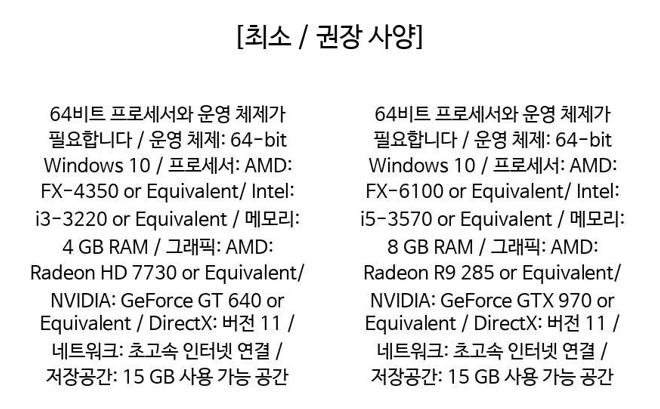 [최소 / 권장 사양]
64비트 프로세서와 운영 체제가
필요합니다 / 운영 체제: 64-bit
Windows 10 / 프로세서: AMD:
FX-4350 or Equivalent/ Intel:
i3-3220 or Equivalent / 메모리:
4 GB RAM / 그래픽: AMD:
Radeon HD 7730 or Equivalent/
NVIDIA: GeForce GT 640 or
Equivalent / DirectX: 버전 11 /
네트워크: 초고속 인터넷 연결 /
저장공간: 15 GB 사용 가능 공간
64비트 프로세서와 운영 체제가
필요합니다 / 운영 체제: 64-bit
Windows 10 / 프로세서: AMD:
FX-6100 or Equivalent/ Intel:
i5-3570 or Equivalent / 메모리:
8 GB RAM / 그래픽: AMD:
Radeon R9 285 or Equivalent/
NVIDIA: GeForce GTX 970 or
Equivalent / DirectX: 버전 11 /
네트워크: 초고속 인터넷 연결 /
저장공간: 15 GB 사용 가능 공간